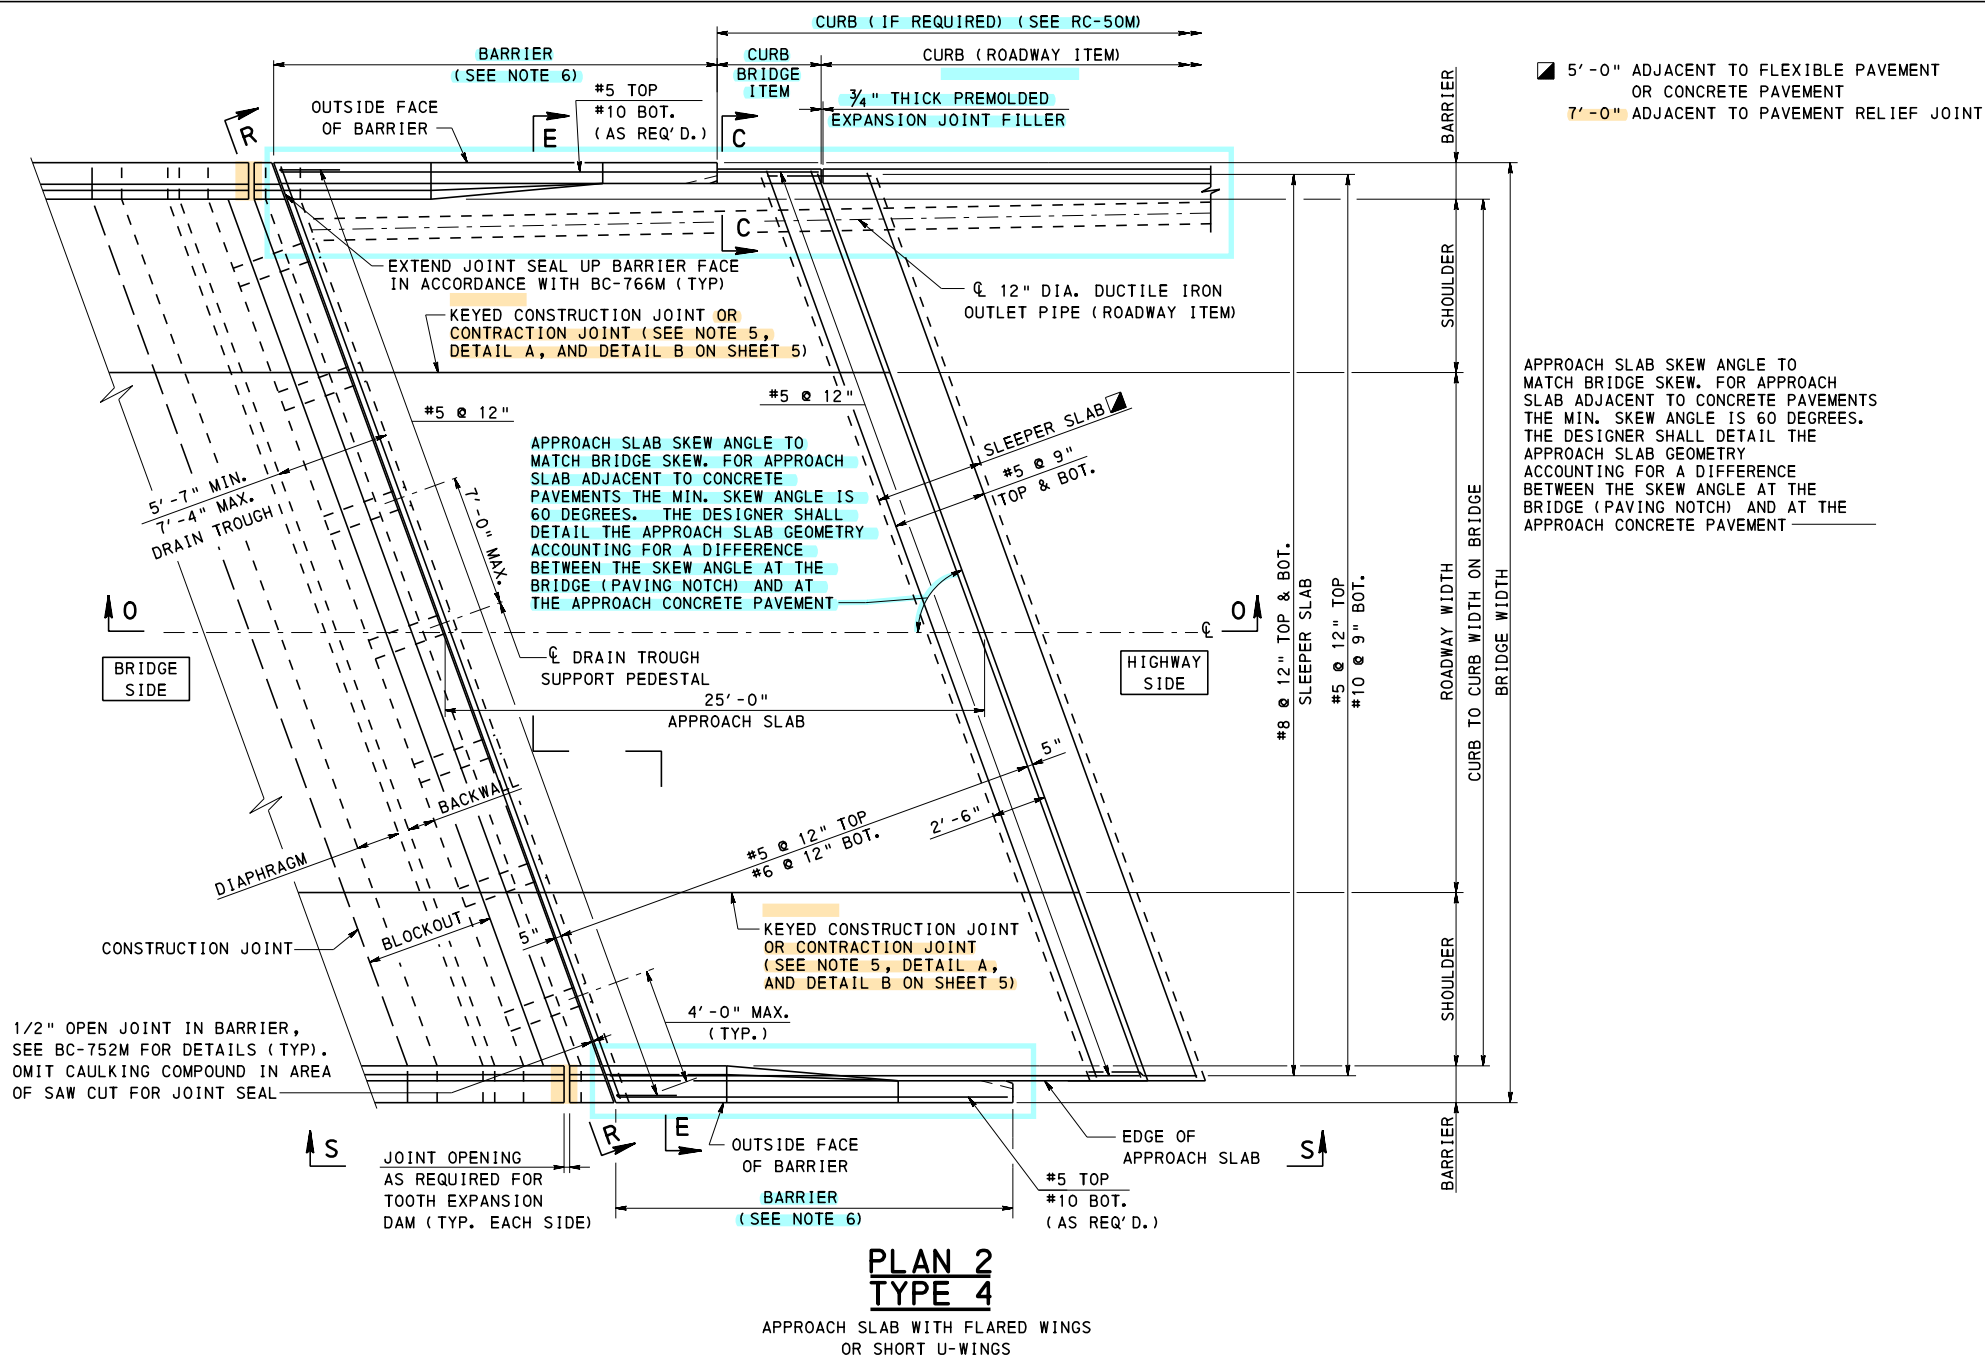 CURB (IF REQUIRED) (SEE RC-50M)
BARRIER
(SEE NOTE 6)
CURB
BRIDGE
ITEM
CURB (ROADWAY ITEM)
#5 TOP
#10 BOT.
(AS REQ'D.)
3/4" THICK PREMOLDED
EXPANSION JOINT FILLER
OUTSIDE FACE
OF BARRIER
R
E
C
BARRIER
5'-0" ADJACENT TO FLEXIBLE PAVEMENT
OR CONCRETE PAVEMENT
7'-0" ADJACENT TO PAVEMENT RELIEF JOINT
C
EXTEND JOINT SEAL UP BARRIER FACE
IN ACCORDANCE WITH BC-766M (TYP)
℄ 12" DIA. DUCTILE IRON
OUTLET PIPE (ROADWAY ITEM)
KEYED CONSTRUCTION JOINT OR
CONTRACTION JOINT (SEE NOTE 5,
DETAIL A, AND DETAIL B ON SHEET 5)
SHOULDER
#5 @ 12"
#5 @ 12"
SLEEPER SLAB
#5 @ 9"
TOP & BOT.
APPROACH SLAB SKEW ANGLE TO
MATCH BRIDGE SKEW. FOR APPROACH
SLAB ADJACENT TO CONCRETE
PAVEMENTS THE MIN. SKEW ANGLE IS
60 DEGREES. THE DESIGNER SHALL
DETAIL THE APPROACH SLAB GEOMETRY
ACCOUNTING FOR A DIFFERENCE
BETWEEN THE SKEW ANGLE AT THE
BRIDGE (PAVING NOTCH) AND AT
THE APPROACH CONCRETE PAVEMENT
APPROACH SLAB SKEW ANGLE TO
MATCH BRIDGE SKEW. FOR APPROACH
SLAB ADJACENT TO CONCRETE PAVEMENTS
THE MIN. SKEW ANGLE IS 60 DEGREES.
THE DESIGNER SHALL DETAIL THE
APPROACH SLAB GEOMETRY
ACCOUNTING FOR A DIFFERENCE
BETWEEN THE SKEW ANGLE AT THE
BRIDGE (PAVING NOTCH) AND AT THE
APPROACH CONCRETE PAVEMENT
5'-7" MIN.
7'-4" MAX.
DRAIN TROUGH
7'-0" MAX.
O
O
℄
BRIDGE
SIDE
HIGHWAY
SIDE
℄ DRAIN TROUGH
SUPPORT PEDESTAL
25'-0"
APPROACH SLAB
#8 @ 12" TOP & BOT.
SLEEPER SLAB
#5 @ 12" TOP
#10 @ 9" BOT.
ROADWAY WIDTH
CURB TO CURB WIDTH ON BRIDGE
BRIDGE WIDTH
BACKWALL
DIAPHRAGM
5"
2'-6"
#5 @ 12" TOP
#6 @ 12" BOT.
BLOCKOUT
5"
CONSTRUCTION JOINT
KEYED CONSTRUCTION JOINT
OR CONTRACTION JOINT
(SEE NOTE 5, DETAIL A,
AND DETAIL B ON SHEET 5)
SHOULDER
4'-0" MAX.
(TYP.)
1/2" OPEN JOINT IN BARRIER,
SEE BC-752M FOR DETAILS (TYP).
OMIT CAULKING COMPOUND IN AREA
OF SAW CUT FOR JOINT SEAL
S
R
E
S
OUTSIDE FACE
OF BARRIER
EDGE OF
APPROACH SLAB
BARRIER
JOINT OPENING
AS REQUIRED FOR
TOOTH EXPANSION
DAM (TYP. EACH SIDE)
#5 TOP
#10 BOT.
(AS REQ'D.)
BARRIER
(SEE NOTE 6)
PLAN 2
TYPE 4
APPROACH SLAB WITH FLARED WINGS
OR SHORT U-WINGS